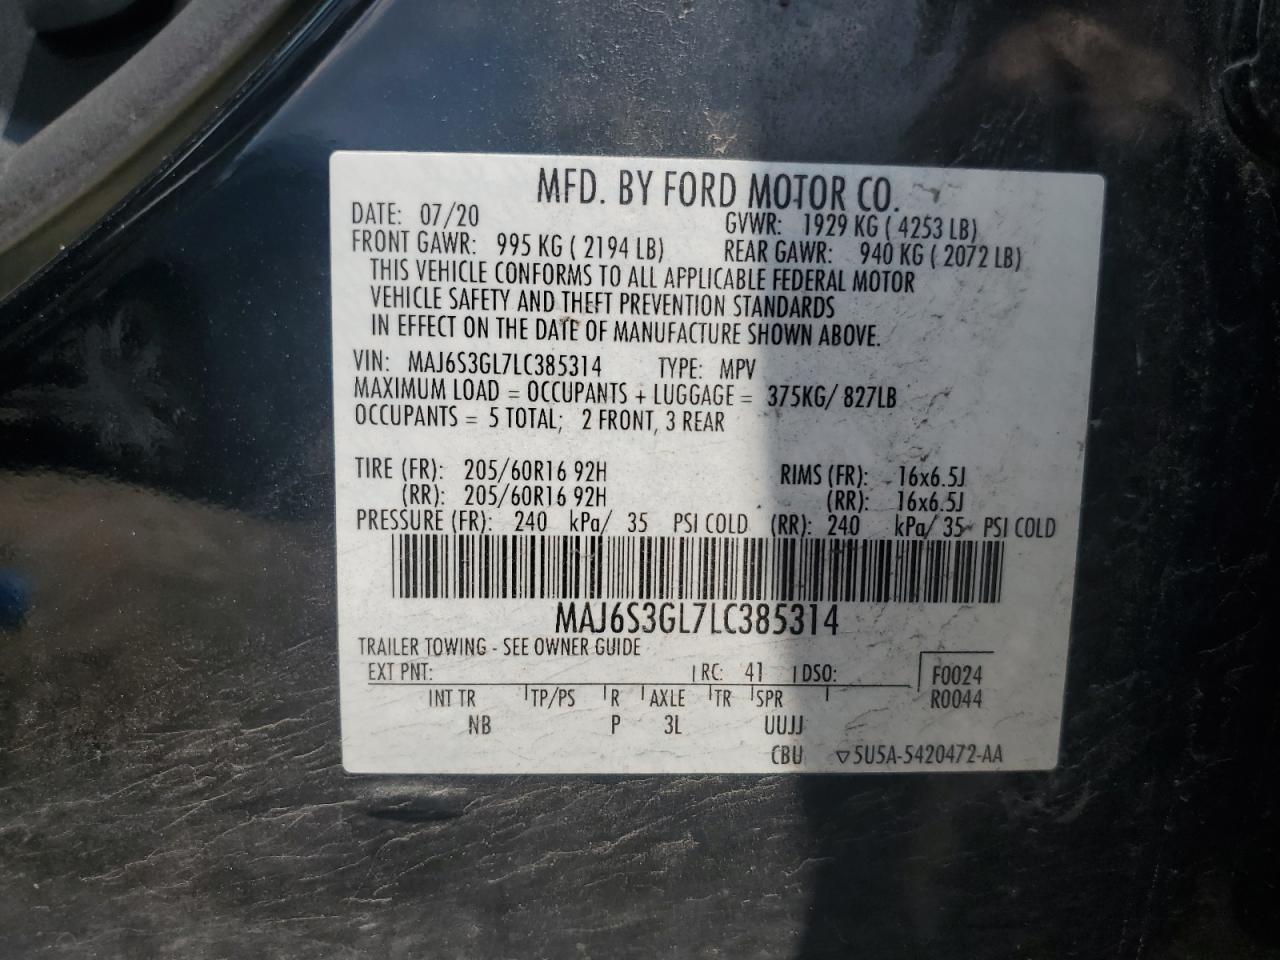 MFD. BY FORD MOTOR CO.
DATE: 07/20 GVWR: 1929 KG ( 4253 LB)
FRONT GAWR: 995 KG ( 2194 LB) REAR GAWR: 940 KG ( 2072 LB)
THIS VEHICLE CONFORMS TO ALL APPLICABLE FEDERAL MOTOR
VEHICLE SAFETY AND THEFT PREVENTION STANDARDS
IN EFFECT ON THE DATE OF MANUFACTURE SHOWN ABOVE.
VIN: MAJ6S3GL7LC385314 TYPE: MPV
MAXIMUM LOAD = OCCUPANTS + LUGGAGE = 375KG/ 827LB
OCCUPANTS = 5 TOTAL; 2 FRONT, 3 REAR
TIRE (FR): 205/60R16 92H RIMS (FR): 16x6.5J
(RR): 205/60R16 92H (RR): 16x6.5J
PRESSURE (FR): 240 kPa/ 35 PSI COLD (RR): 240 kPa/ 35 PSI COLD
MAJ6S3GL7LC385314
TRAILER TOWING - SEE OWNER GUIDE
EXT PNT: RC: 41 DSO: F0024
INT TR TP/PS R AXLE TR SPR R0044
NB P 3L UUJJ
CBU ▽5U5A-5420472-AA